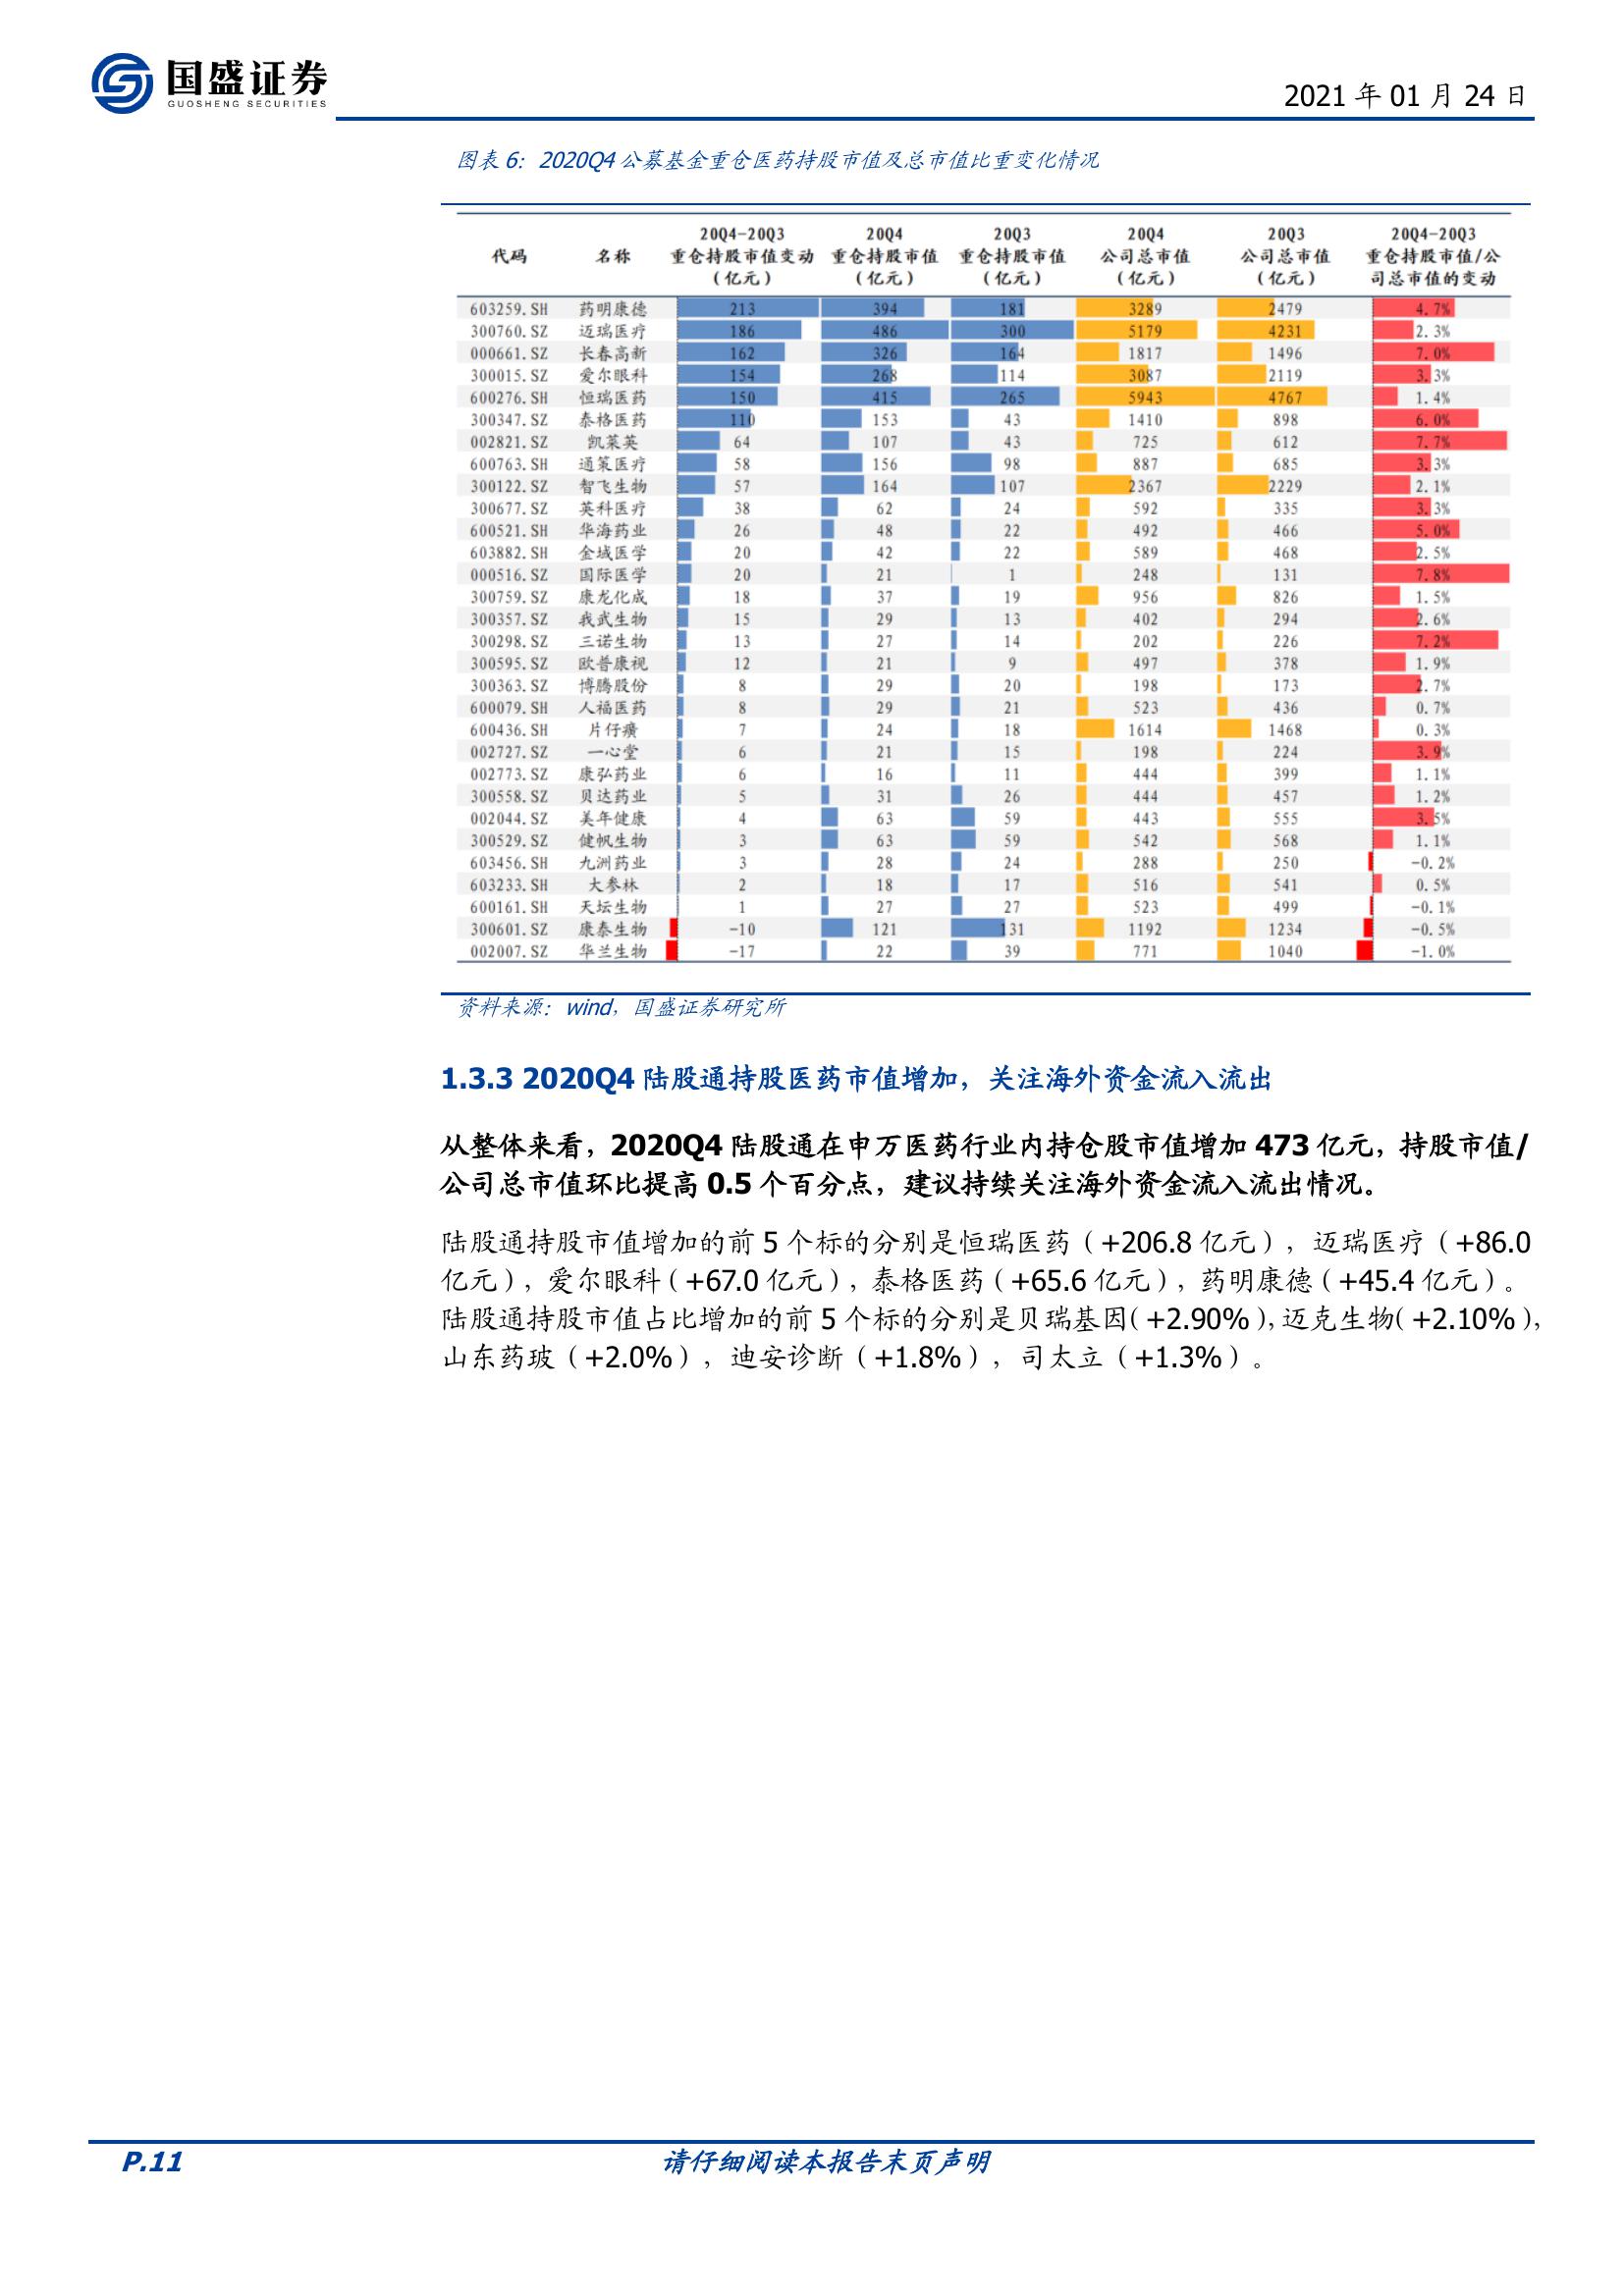 国盛证券
GUOSHENG SECURITIES
2021 年 01 月 24 日
图表 6：2020Q4 公募基金重仓医药持股市值及总市值比重变化情况
代码 名称 20Q4-20Q3 重仓持股市值变动（亿元） 20Q4 重仓持股市值（亿元） 20Q3 重仓持股市值（亿元） 20Q4 公司总市值（亿元） 20Q3 公司总市值（亿元） 20Q4-20Q3 重仓持股市值/公司总市值的变动
603259.SH 药明康德 213 394 181 3289 2479 4.7%
300760.SZ 迈瑞医疗 186 486 300 5179 4231 2.3%
000661.SZ 长春高新 162 326 164 1817 1496 7.0%
300015.SZ 爱尔眼科 154 268 114 3087 2119 3.3%
600276.SH 恒瑞医药 150 415 265 5943 4767 1.4%
300347.SZ 泰格医药 110 153 43 1410 898 6.0%
002821.SZ 凯莱英 64 107 43 725 612 7.7%
600763.SH 通策医疗 58 156 98 887 685 3.3%
300122.SZ 智飞生物 57 164 107 2367 2229 2.1%
300677.SZ 英科医疗 38 62 24 592 335 3.3%
600521.SH 华海药业 26 48 22 492 466 5.0%
603882.SH 金域医学 20 42 22 589 468 2.5%
000516.SZ 国际医学 20 21 1 248 131 7.8%
300759.SZ 康龙化成 18 37 19 956 826 1.5%
300357.SZ 我武生物 15 29 13 402 294 2.6%
300298.SZ 三诺生物 13 27 14 202 226 7.2%
300595.SZ 欧普康视 12 21 9 497 378 1.9%
300363.SZ 博腾股份 8 29 20 198 173 2.7%
600079.SH 人福医药 8 29 21 523 436 0.7%
600436.SH 片仔癀 7 24 18 1614 1468 0.3%
002727.SZ 一心堂 6 21 15 198 224 3.9%
002773.SZ 康弘药业 6 16 11 444 399 1.1%
300558.SZ 贝达药业 5 31 26 444 457 1.2%
002044.SZ 美年健康 4 63 59 443 555 3.5%
300529.SZ 健帆生物 3 63 59 542 568 1.1%
603456.SH 九洲药业 3 28 24 288 250 -0.2%
603233.SH 大参林 2 18 17 516 541 0.5%
600161.SH 天坛生物 1 27 27 523 499 -0.1%
300601.SZ 康泰生物 -10 121 131 1192 1234 -0.5%
002007.SZ 华兰生物 -17 22 39 771 1040 -1.0%
资料来源：wind，国盛证券研究所
1.3.3 2020Q4 陆股通持股医药市值增加，关注海外资金流入流出
从整体来看，2020Q4 陆股通在申万医药行业内持仓股市值增加 473 亿元，持股市值/
公司总市值环比提高 0.5 个百分点，建议持续关注海外资金流入流出情况。
陆股通持股市值增加的前 5 个标的分别是恒瑞医药（+206.8 亿元），迈瑞医疗（+86.0
亿元），爱尔眼科（+67.0 亿元），泰格医药（+65.6 亿元），药明康德（+45.4 亿元）。
陆股通持股市值占比增加的前 5 个标的分别是贝瑞基因（+2.90%），迈克生物（+2.10%），
山东药玻（+2.0%），迪安诊断（+1.8%），司太立（+1.3%）。
P.11 请仔细阅读本报告末页声明